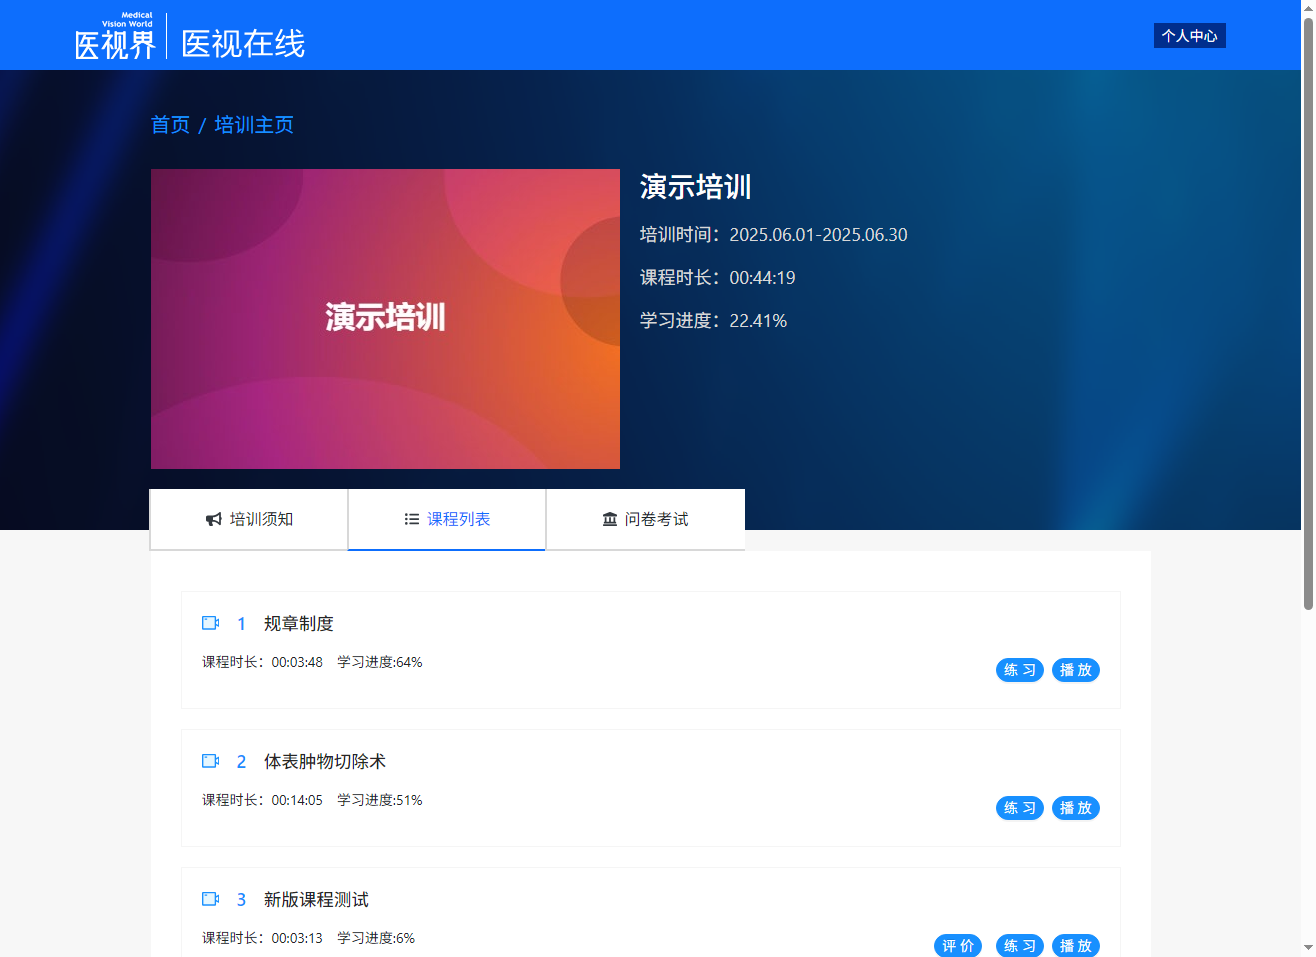 Medical
Vision World
医视界
医视在线
个人中心
首页 / 培训主页
演示培训
演示培训
培训时间：2025.06.01-2025.06.30
课程时长：00:44:19
学习进度：22.41%
培训须知
课程列表
问卷考试
1 规章制度
课程时长：00:03:48 学习进度:64%
练 习 播 放
2 体表肿物切除术
课程时长：00:14:05 学习进度:51%
练 习 播 放
3 新版课程测试
课程时长：00:03:13 学习进度:6%
评 价 练 习 播 放